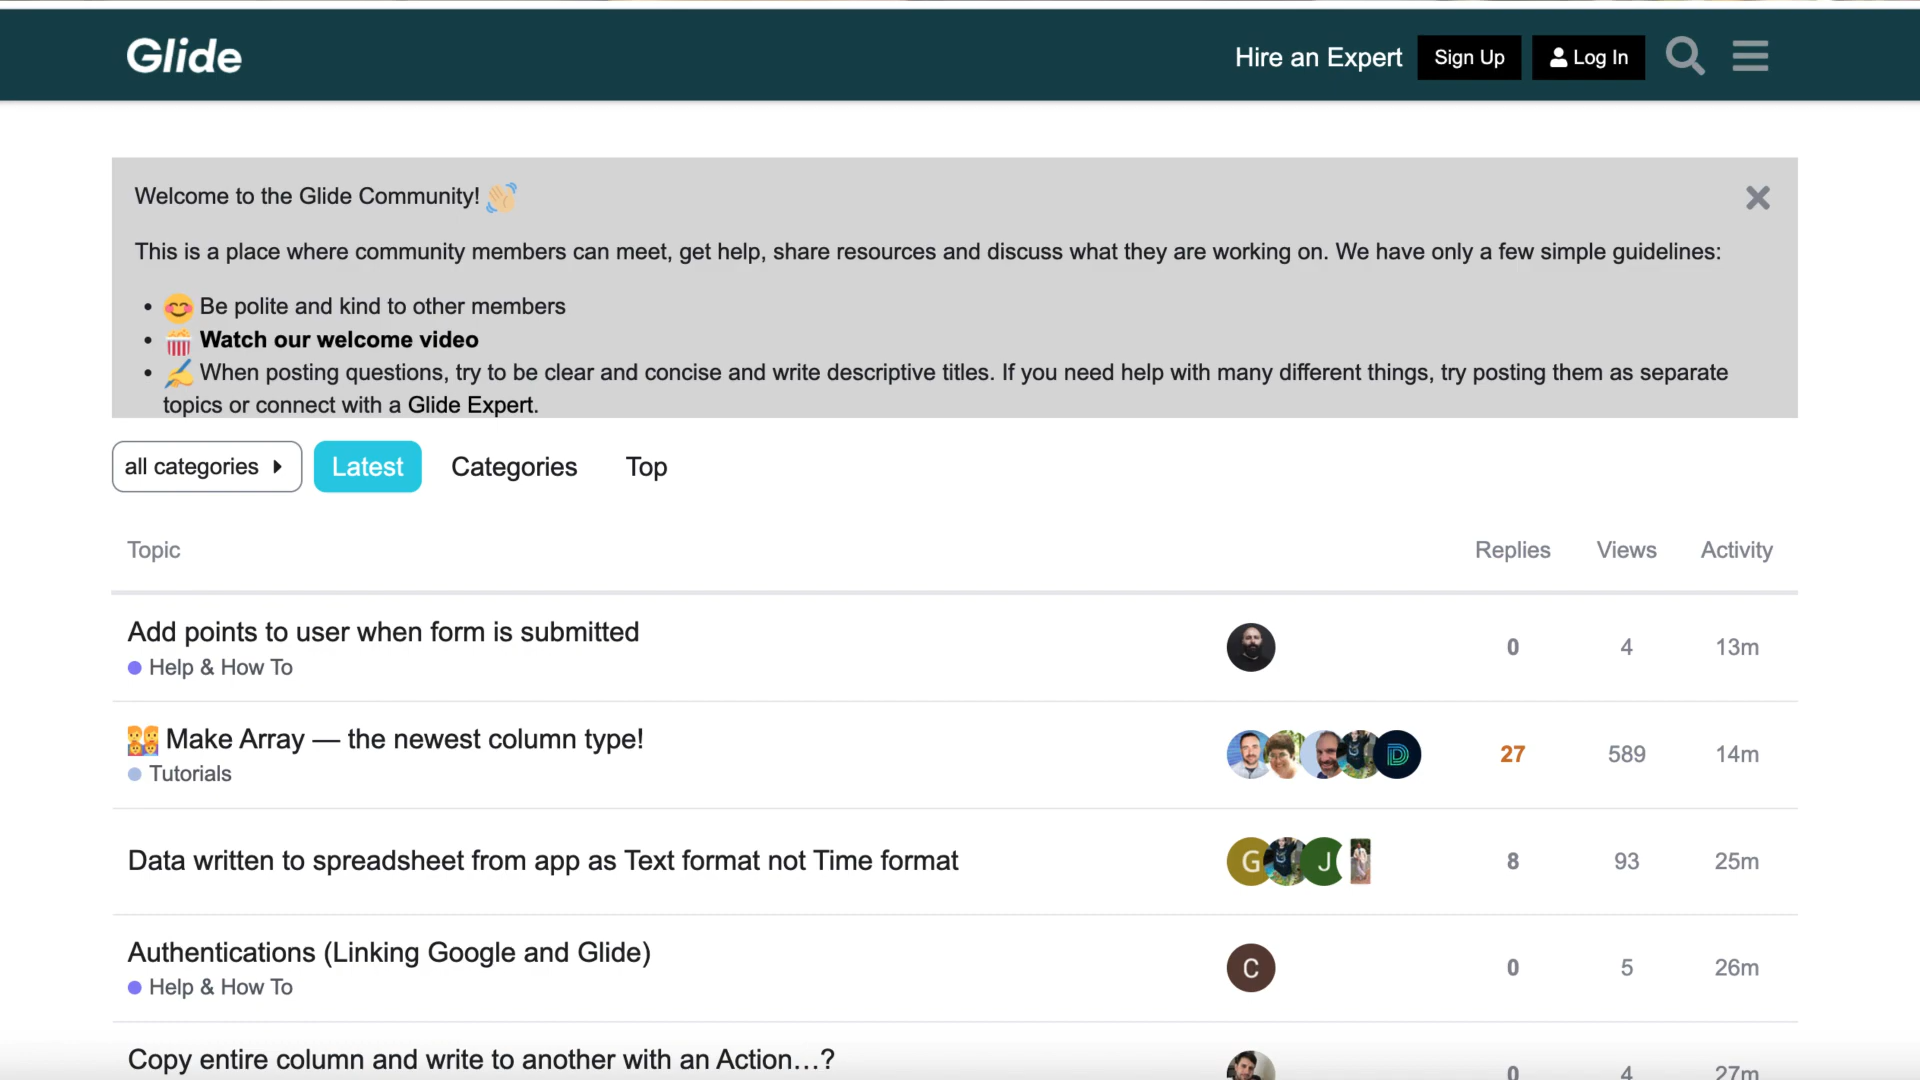 Glide
Hire an Expert
Sign Up
Log In
Welcome to the Glide Community!
This is a place where community members can meet, get help, share resources and discuss what they are working on. We have only a few simple guidelines:
• Be polite and kind to other members
• Watch our welcome video
• When posting questions, try to be clear and concise and write descriptive titles. If you need help with many different things, try posting them as separate
topics or connect with a Glide Expert.
all categories Latest Categories Top
Topic Replies Views Activity
Add points to user when form is submitted
Help & How To
0 4 13m
Make Array — the newest column type!
Tutorials
D
27 589 14m
Data written to spreadsheet from app as Text format not Time format
G J
8 93 25m
Authentications (Linking Google and Glide)
Help & How To
C
0 5 26m
Copy entire column and write to another with an Action...?
0 4 27m